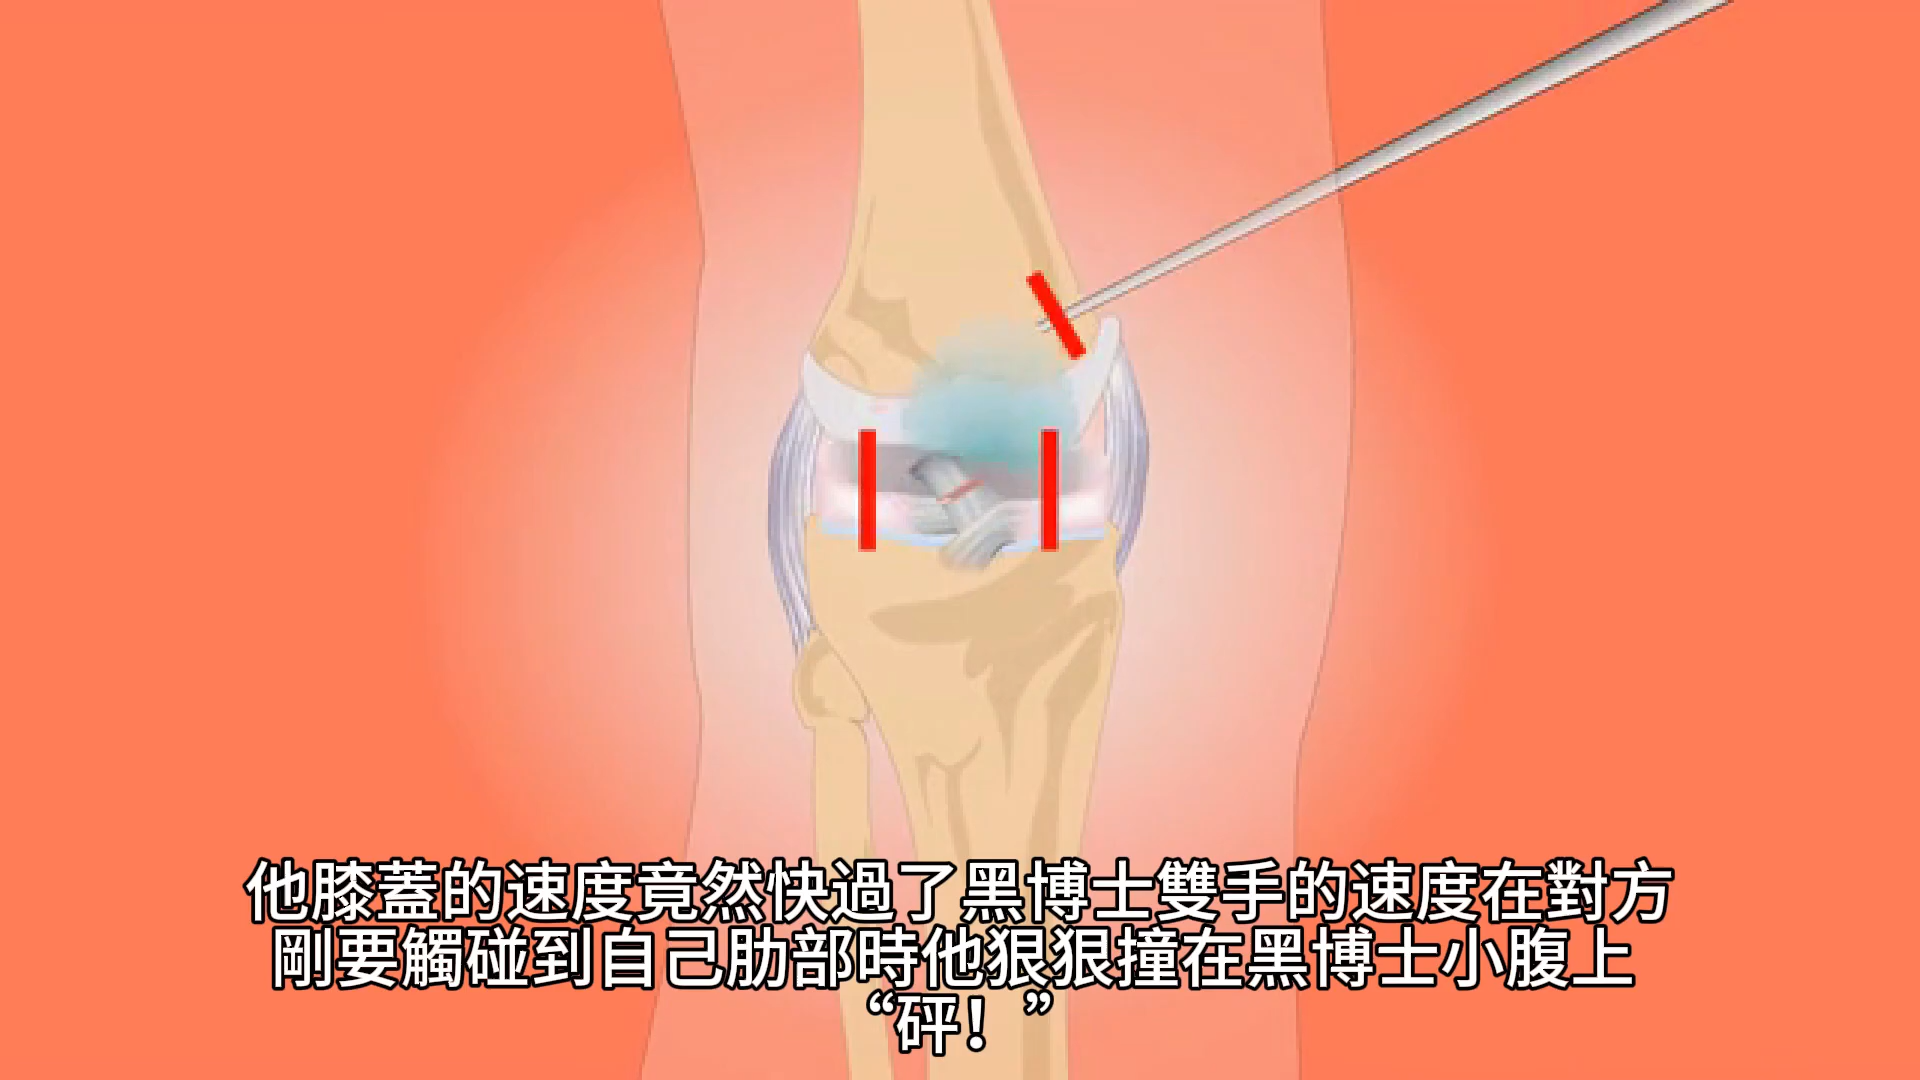 他膝蓋的速度竟然快過了黑博士雙手的速度在對方
剛要觸碰到自己肋部時他狠狠撞在黑博士小腹上
“砰！”